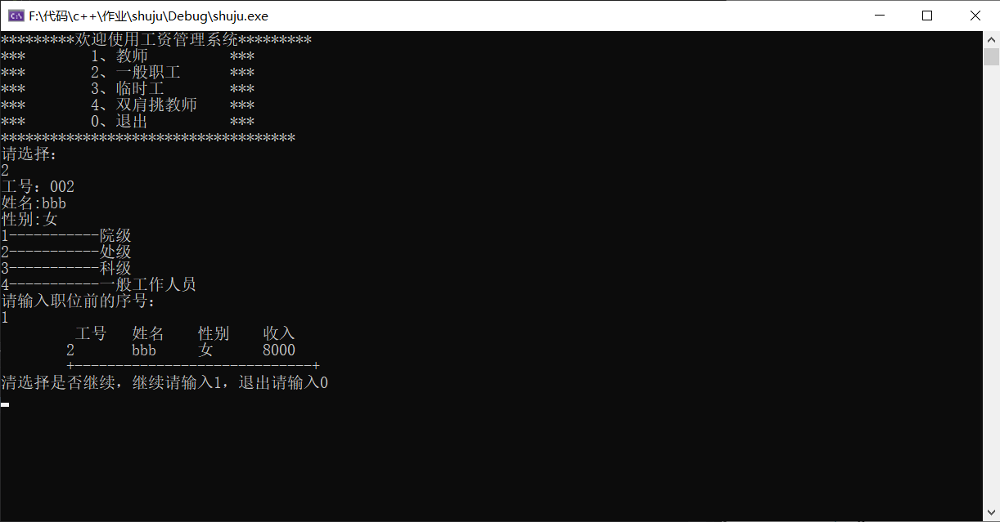 F:\代码\c++\作业\shuju\Debug\shuju.exe
*********欢迎使用工资管理系统*********
***        1、教师          ***
***        2、一般职工      ***
***        3、临时工        ***
***        4、双肩挑教师    ***
***        0、退出          ***
************************************
请选择：
2
工号：002
姓名:bbb
性别:女
1-----------院级
2-----------处级
3-----------科级
4-----------一般工作人员
请输入职位前的序号：
1
         工号   姓名    性别    收入
        2       bbb     女      8000
        +-----------------------------+
清选择是否继续，继续请输入1，退出请输入0